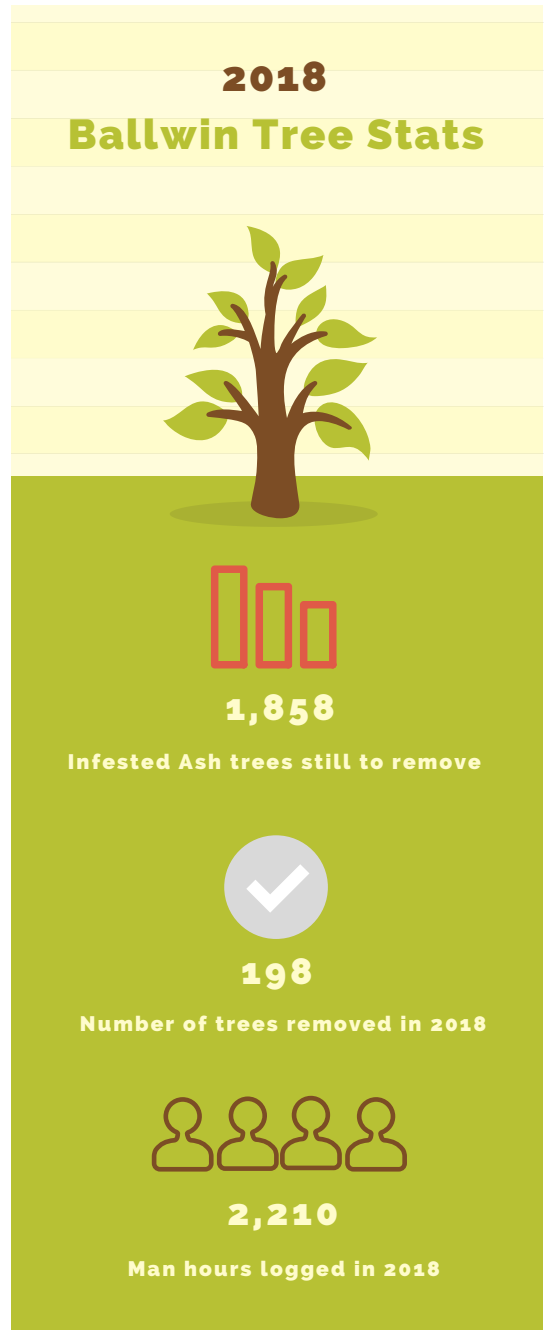 2018
Ballwin Tree Stats
1,858
Infested Ash trees still to remove
198
Number of trees removed in 2018
2,210
Man hours logged in 2018